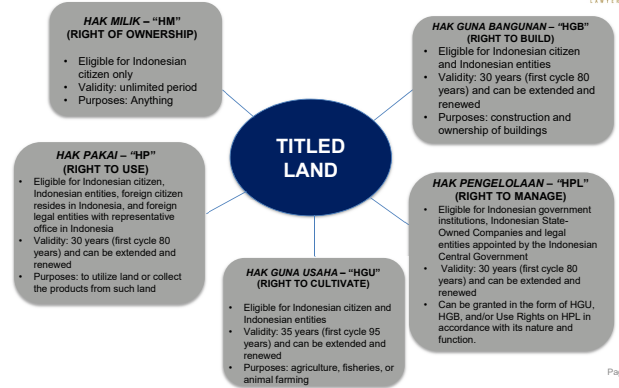 LAWYERS
HAK MILIK – “HM”
(RIGHT OF OWNERSHIP)
• Eligible for Indonesian
citizen only
• Validity: unlimited period
• Purposes: Anything
HAK GUNA BANGUNAN – “HGB”
(RIGHT TO BUILD)
• Eligible for Indonesian citizen
and Indonesian entities
• Validity: 30 years (first cycle 80
years) and can be extended and
renewed
• Purposes: construction and
ownership of buildings
TITLED
LAND
HAK PAKAI – “HP”
(RIGHT TO USE)
• Eligible for Indonesian citizen,
Indonesian entities, foreign citizen
resides in Indonesia, and foreign
legal entities with representative
office in Indonesia
• Validity: 30 years (first cycle 80
years) and can be extended and
renewed
• Purposes: to utilize land or collect
the products from such land
HAK PENGELOLAAN – “HPL”
(RIGHT TO MANAGE)
• Eligible for Indonesian government
institutions, Indonesian State-
Owned Companies and legal
entities appointed by the Indonesian
Central Government
• Validity: 30 years (first cycle 80
years) and can be extended and
renewed
• Can be granted in the form of HGU,
HGB, and/or Use Rights on HPL in
accordance with its nature and
function.
HAK GUNA USAHA – “HGU”
(RIGHT TO CULTIVATE)
• Eligible for Indonesian citizen and
Indonesian entities
• Validity: 35 years (first cycle 95
years) and can be extended and
renewed
• Purposes: agriculture, fisheries, or
animal farming
Pag